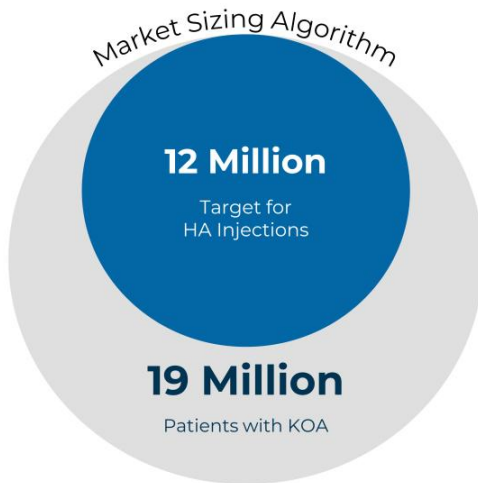 Market Sizing Algorithm
12 Million
Target for
HA Injections
19 Million
Patients with KOA